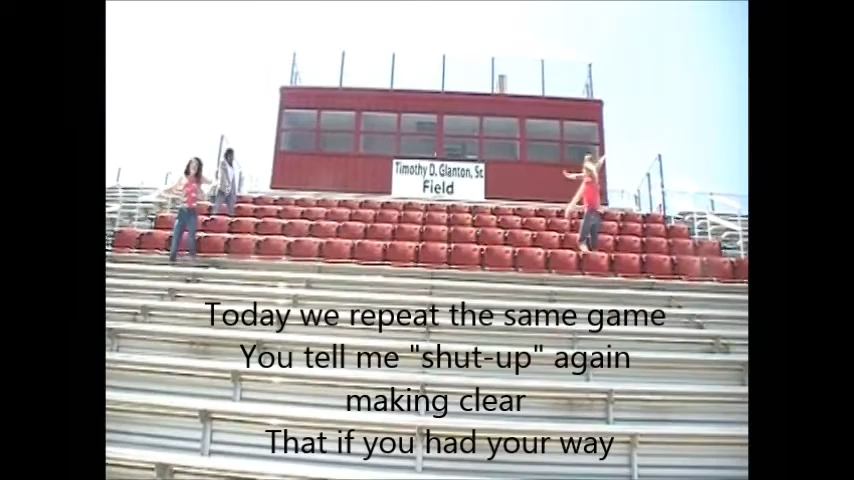 Timothy D. Glanton, Sr.
Field
Today we repeat the same game
You tell me "shut-up" again
making clear
That if you had your way